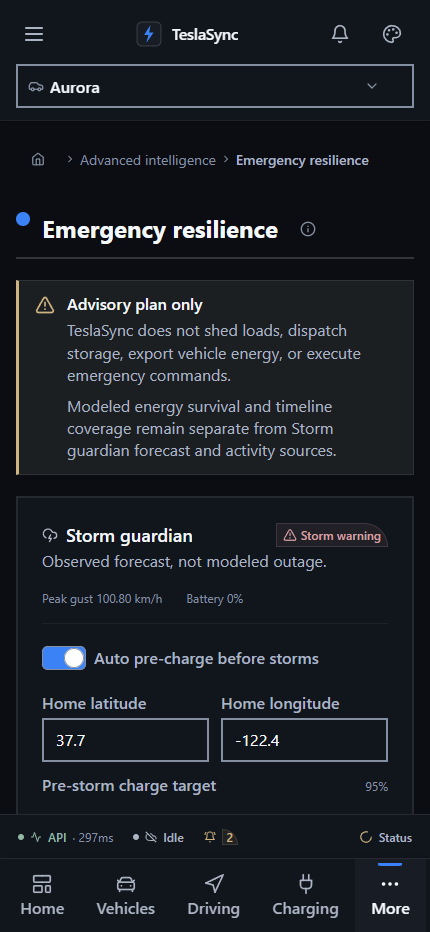 TeslaSync
Aurora
Advanced intelligence
Emergency resilience
Emergency resilience
Advisory plan only
TeslaSync does not shed loads, dispatch
storage, export vehicle energy, or execute
emergency commands.
Modeled energy survival and timeline
coverage remain separate from Storm
guardian forecast and activity sources.
Storm guardian
Storm warning
Observed forecast, not modeled outage.
Peak gust 100.80 km/h
Battery 0%
Auto pre-charge before storms
Home latitude
Home longitude
37.7
-122.4
Pre-storm charge target
95%
API · 297ms
Idle
2
Status
Home
Vehicles
Driving
Charging
More